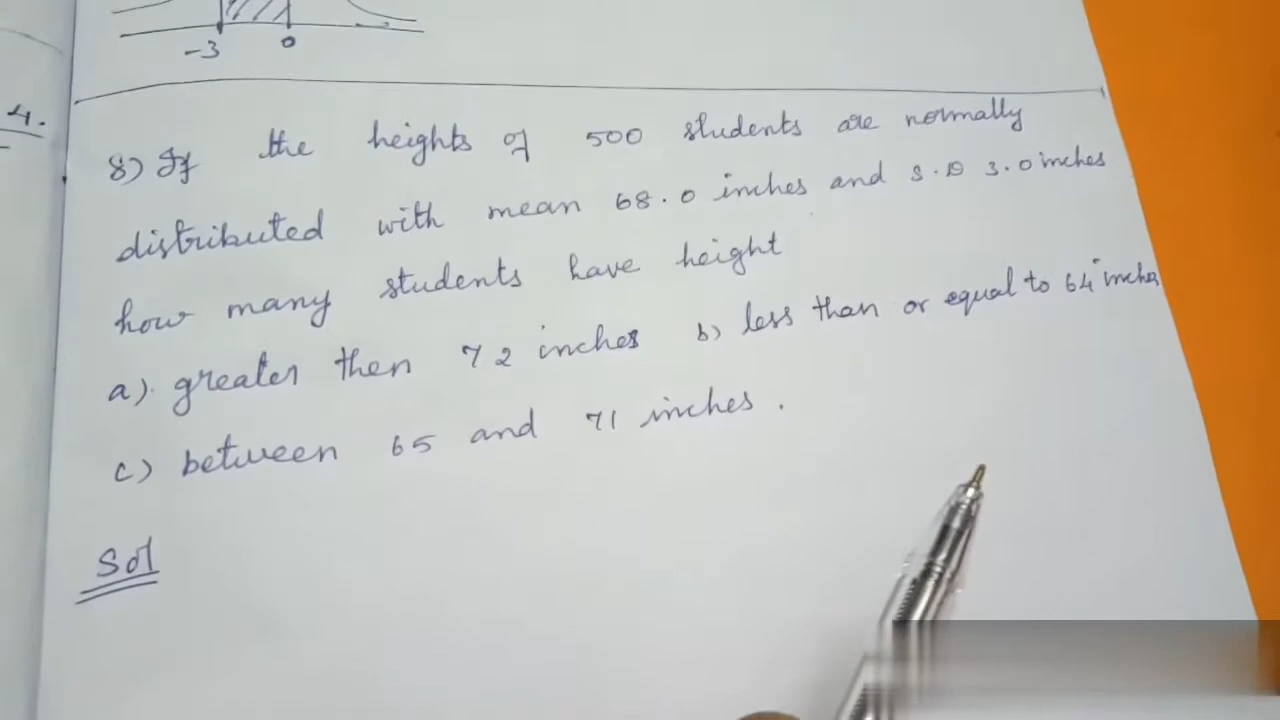 -3 0
4.
8) If the heights of 500 students are normally
distributed with mean 68.0 inches and S.D 3.0 inches
how many students have height
a). greater then 72 inches b) less than or equal to 64 inches
c) between 65 and 71 inches.
Sol